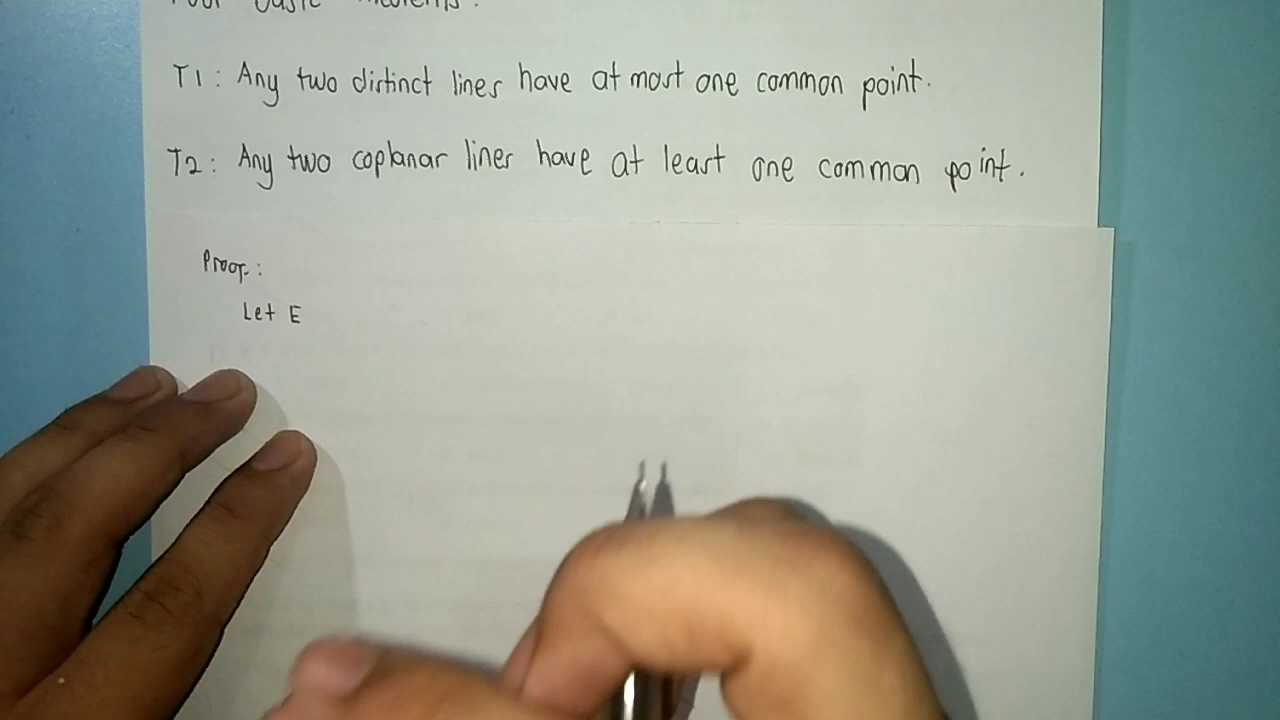 T1: Any two distinct lines have at most one common point.
T2: Any two coplanar lines have at least one common point.
Proof:
Let E